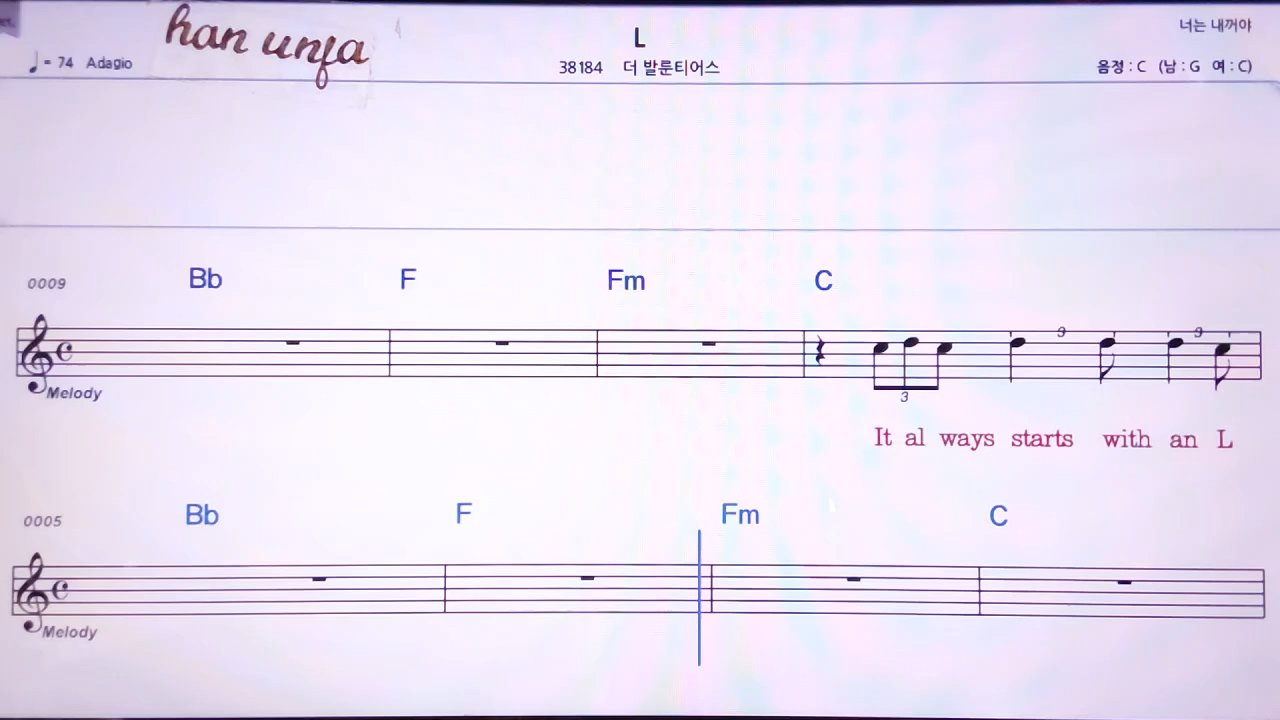 han unfa
L
너는 내꺼야
♩= 74 Adagio
38184 더 발룬티어스
음정 : C (남 : G 여 : C)
0009 Bb F Fm C
Melody
3 3 3
It al ways starts with an L
0005 Bb F Fm C
Melody